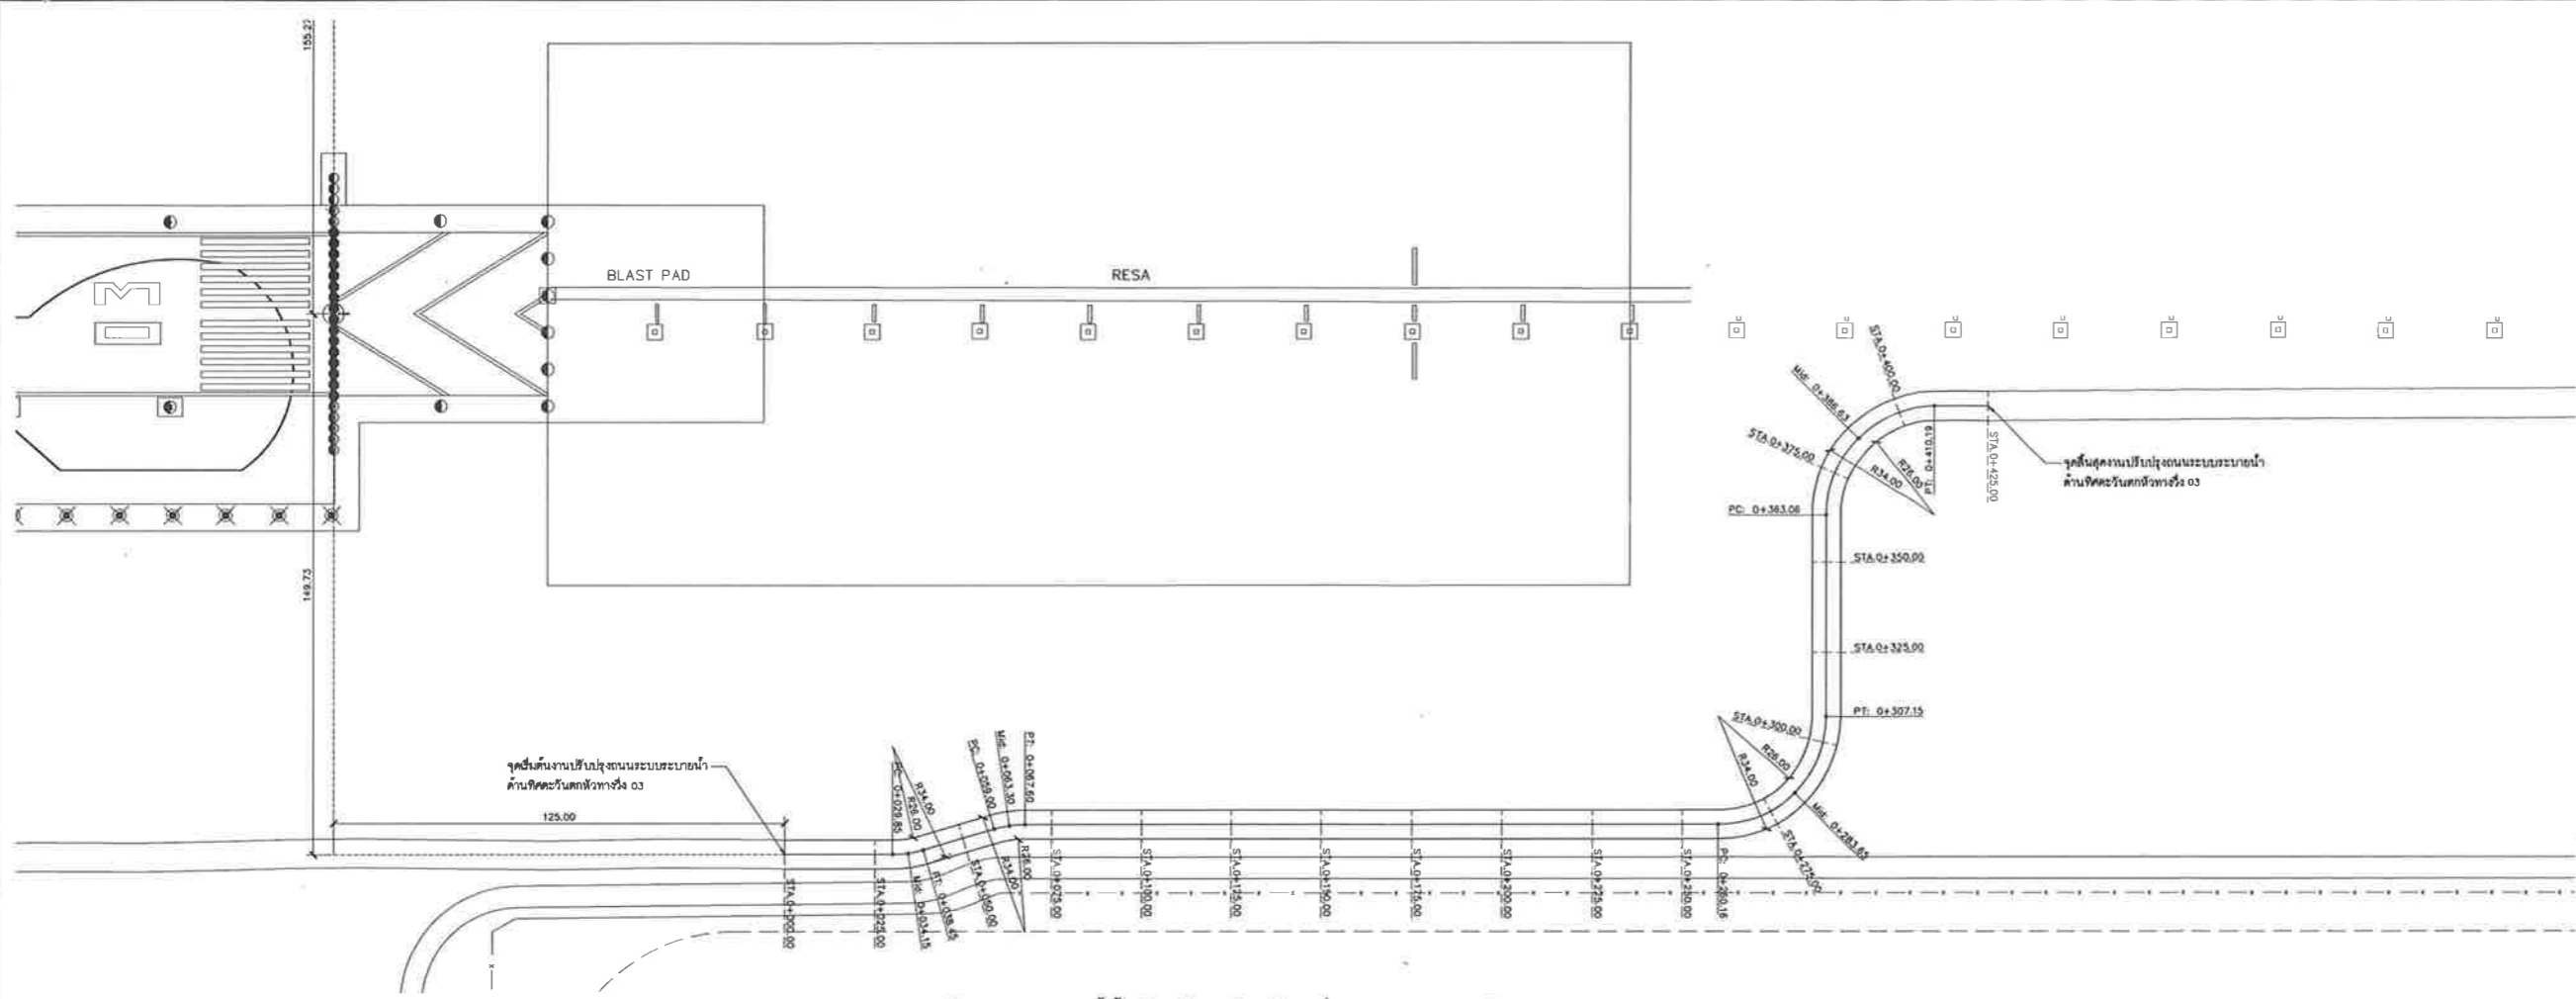 155.27
BLAST PAD
RESA
03
149.73
จุดเริ่มต้นงานปรับปรุงถนนระบบระบายน้ำ
ด้านทิศตะวันตกหัวทางวิ่ง 03
125.00
STA.0+000.00
STA.0+025.00
PC: 0+029.85
R26.00
R34.00
Mid: 0+034.15
PT: 0+038.45
STA.0+050.00
PC: 0+059.00
Mid: 0+063.30
PT: 0+067.60
R34.00
R26.00
STA.0+075.00
STA.0+100.00
STA.0+125.00
STA.0+150.00
STA.0+175.00
STA.0+200.00
STA.0+225.00
STA.0+250.00
PC: 0+260.16
STA.0+275.00
Mid: 0+283.65
R34.00
R26.00
STA.0+300.00
PT: 0+307.15
STA.0+325.00
STA.0+350.00
PC: 0+363.06
STA.0+375.00
Mid: 0+386.63
STA.0+400.00
R34.00
R26.00
PT: 0+410.19
STA.0+425.00
จุดสิ้นสุดงานปรับปรุงถนนระบบระบายน้ำ
ด้านทิศตะวันตกหัวทางวิ่ง 03